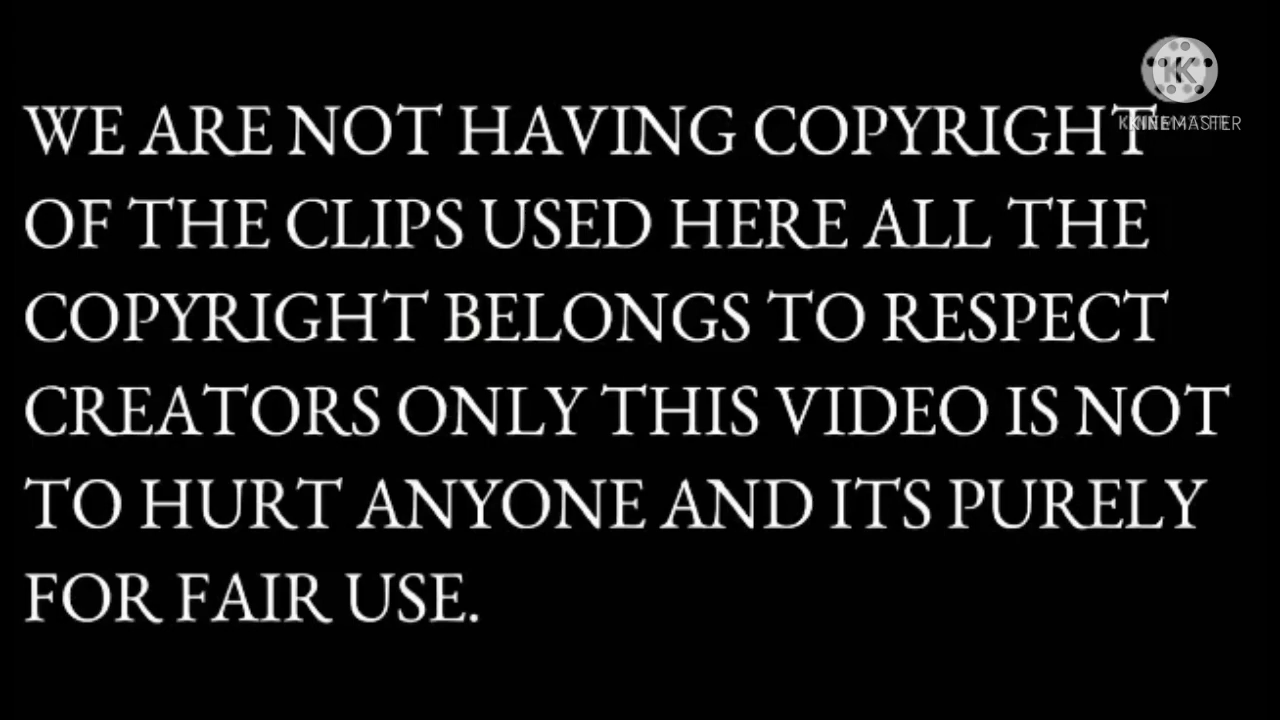 WE ARE NOT HAVING COPYRIGHT
OF THE CLIPS USED HERE ALL THE
COPYRIGHT BELONGS TO RESPECT
CREATORS ONLY THIS VIDEO IS NOT
TO HURT ANYONE AND ITS PURELY
FOR FAIR USE.
KINEMASTER